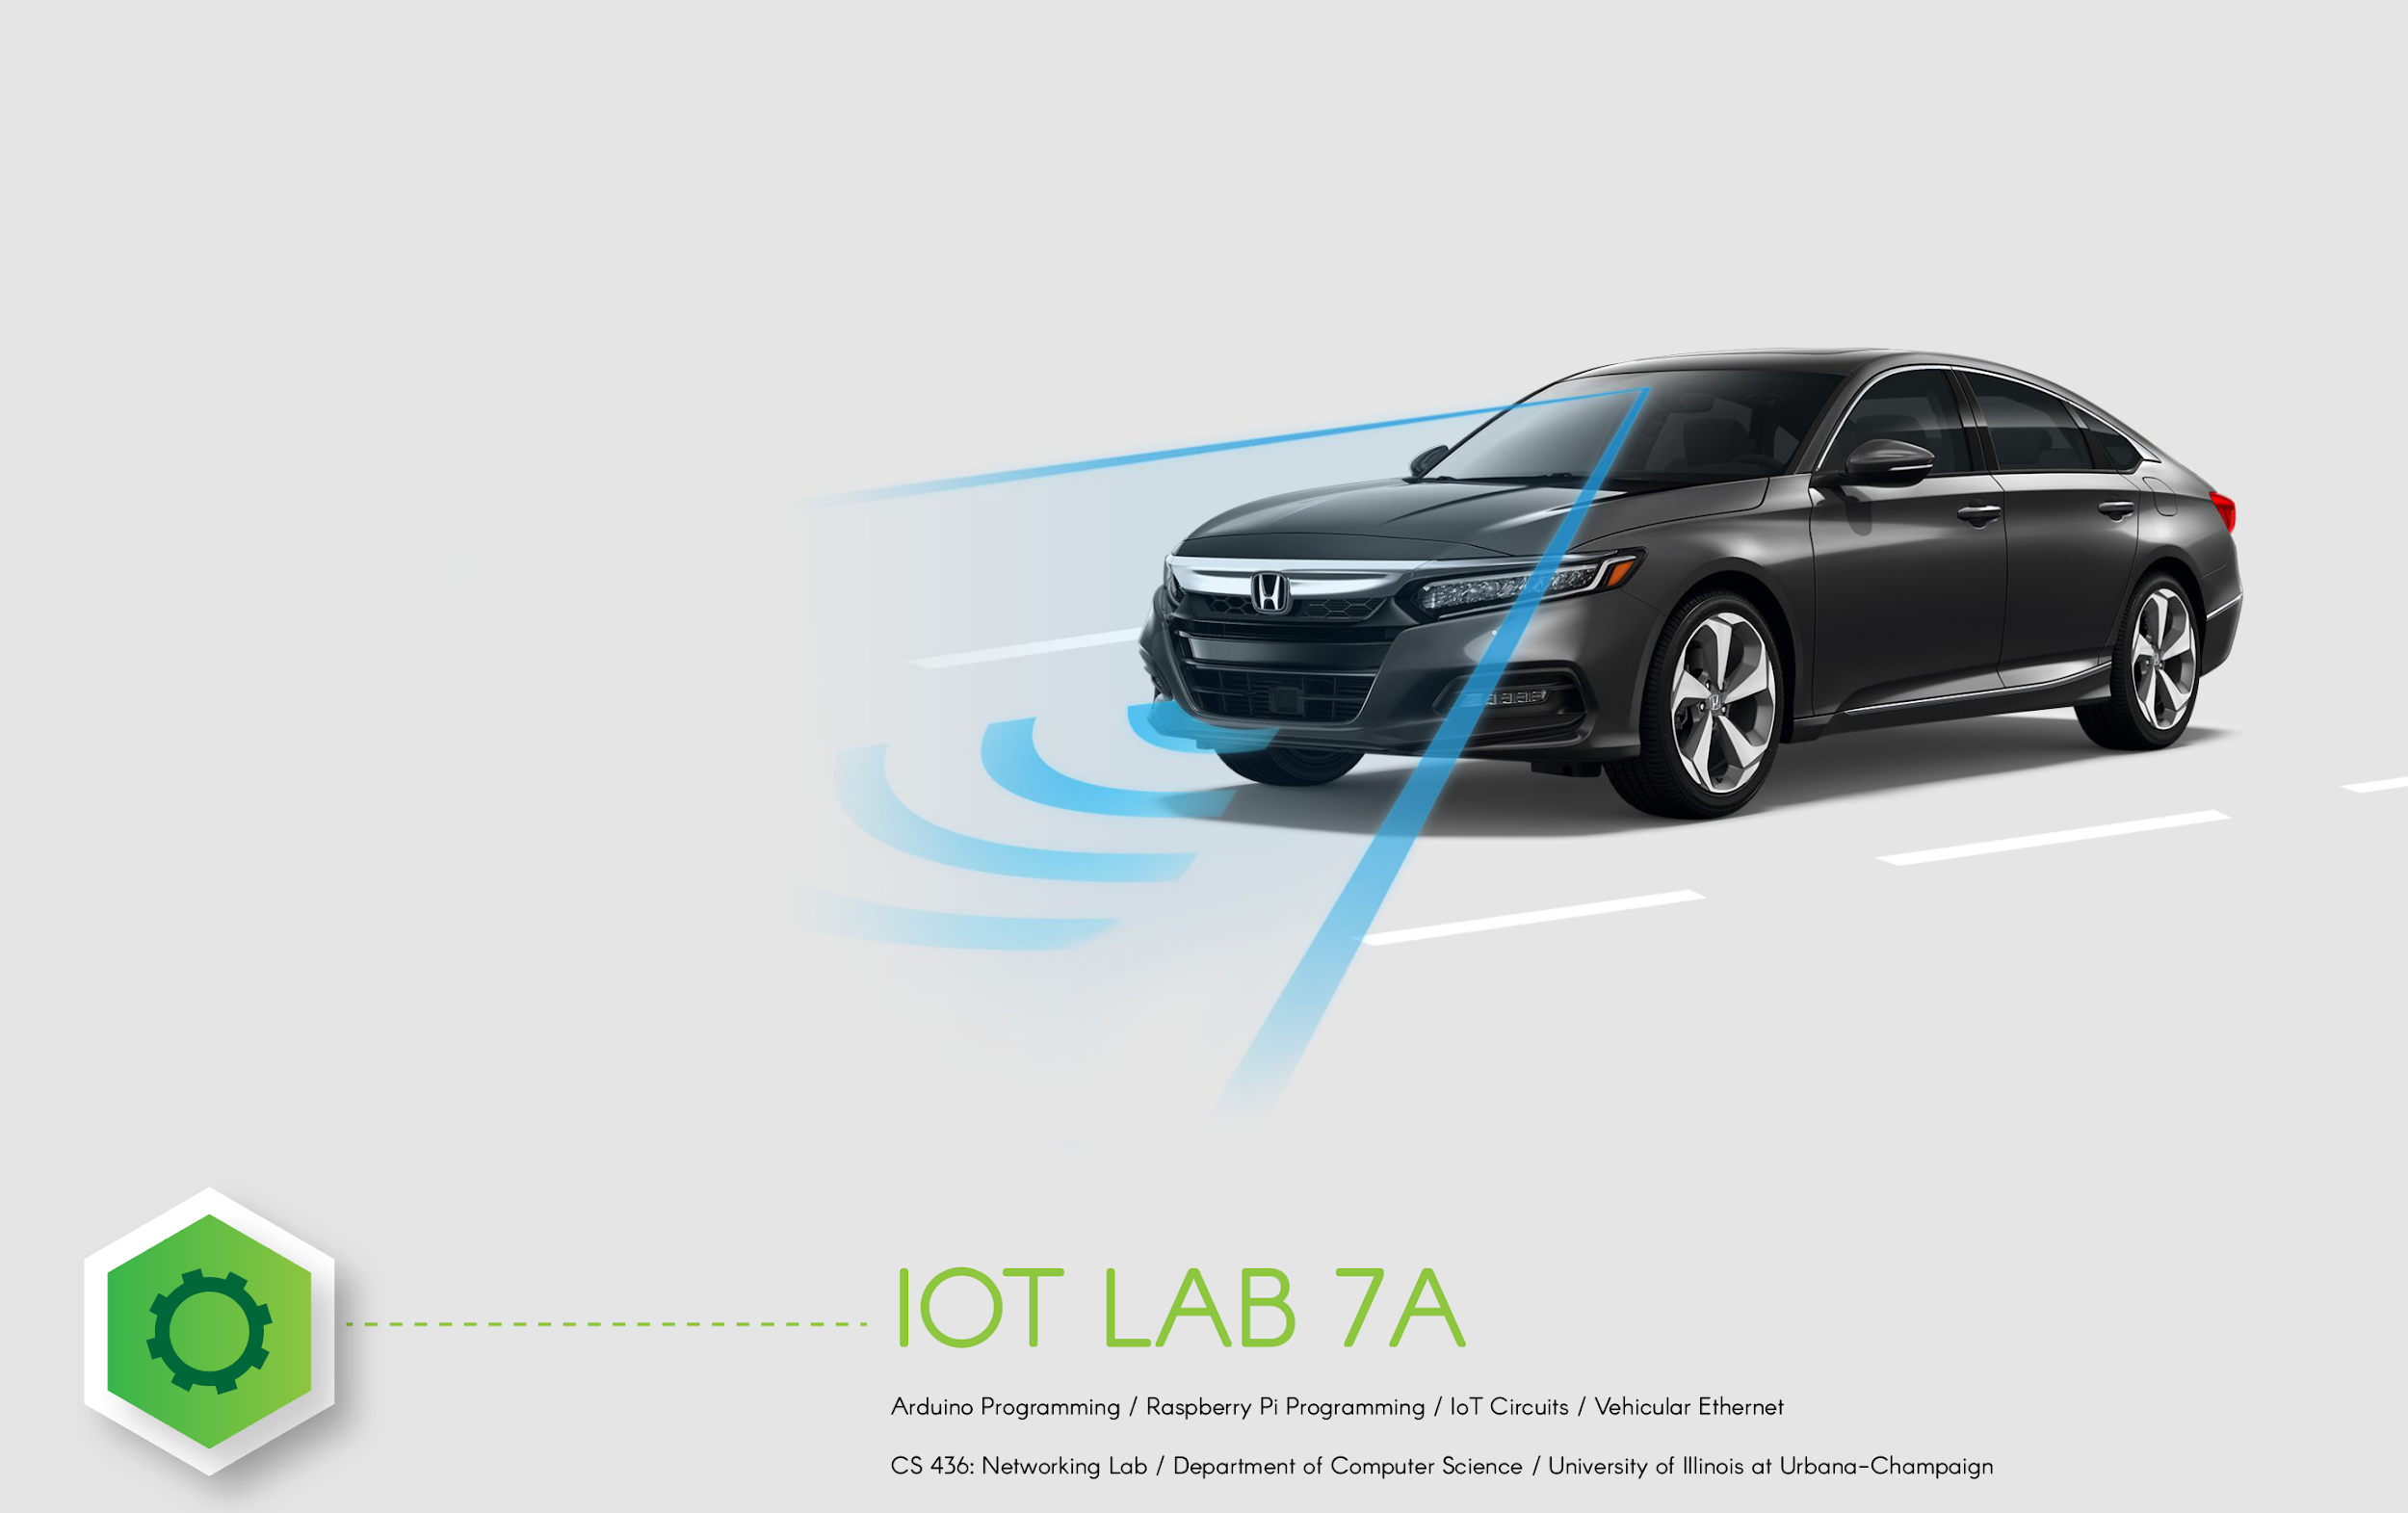 IOT LAB 7A
Arduino Programming / Raspberry Pi Programming / IoT Circuits / Vehicular Ethernet
CS 436: Networking Lab / Department of Computer Science / University of Illinois at Urbana-Champaign